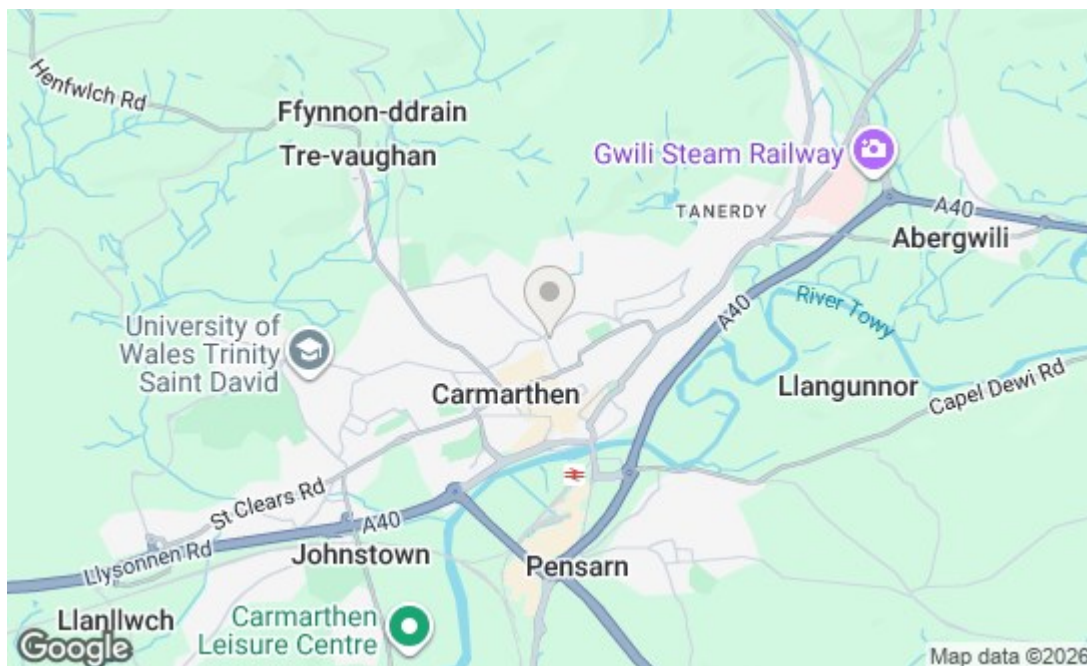 Henfwlch Rd
Ffynnon-ddrain
Tre-vaughan
Gwili Steam Railway
TANERDY
A40
Abergwili
River Towy
A40
University of
Wales Trinity
Saint David
Carmarthen
Llangunnor
Capel Dewi Rd
St Clears Rd
A40
Llysonnen Rd
Johnstown
Pensarn
Llanllwch
Carmarthen
Leisure Centre
Google
Map data ©2026